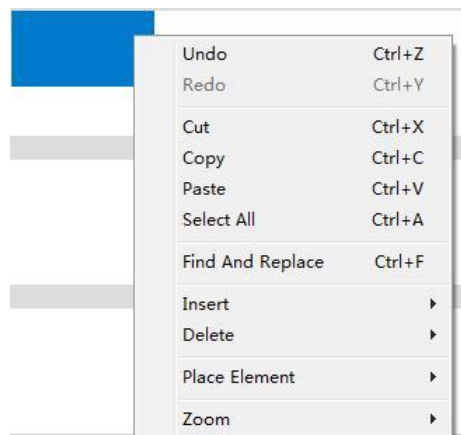 Undo Ctrl+Z
Redo Ctrl+Y
Cut Ctrl+X
Copy Ctrl+C
Paste Ctrl+V
Select All Ctrl+A
Find And Replace Ctrl+F
Insert
Delete
Place Element
Zoom